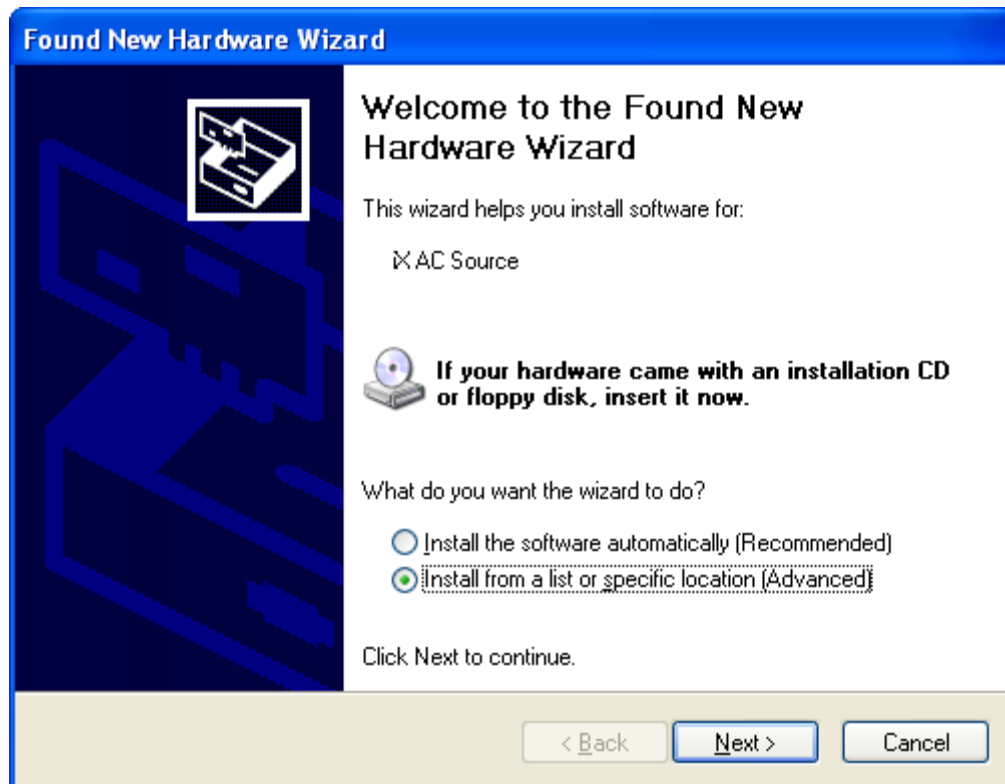 Found New Hardware Wizard
Welcome to the Found New
Hardware Wizard
This wizard helps you install software for:
iX AC Source
If your hardware came with an installation CD
or floppy disk, insert it now.
What do you want the wizard to do?
Install the software automatically (Recommended)
Install from a list or specific location (Advanced)
Click Next to continue.
< Back
Next >
Cancel